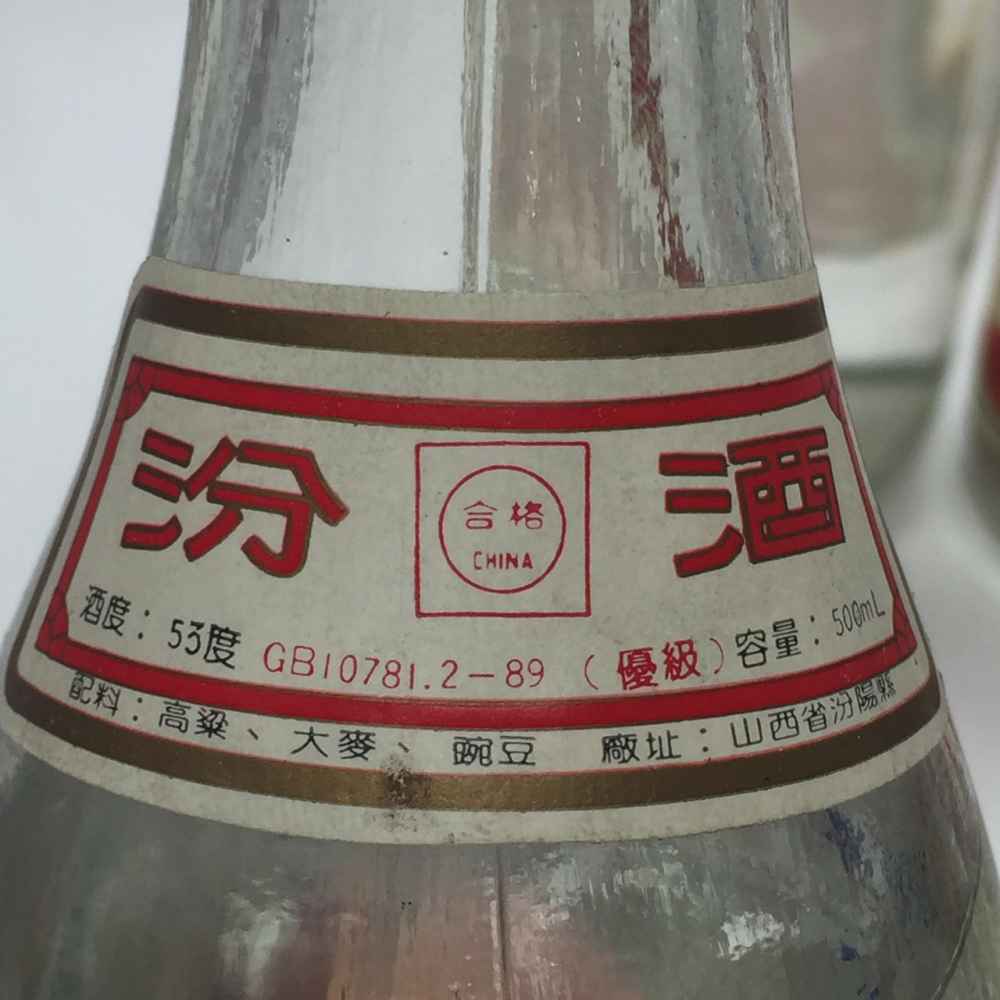 汾 酒
合格
CHINA
酒度：53度 GB10781.2-89（優級）容量：500mL
配料：高粱、大麥、豌豆 廠址：山西省汾陽縣